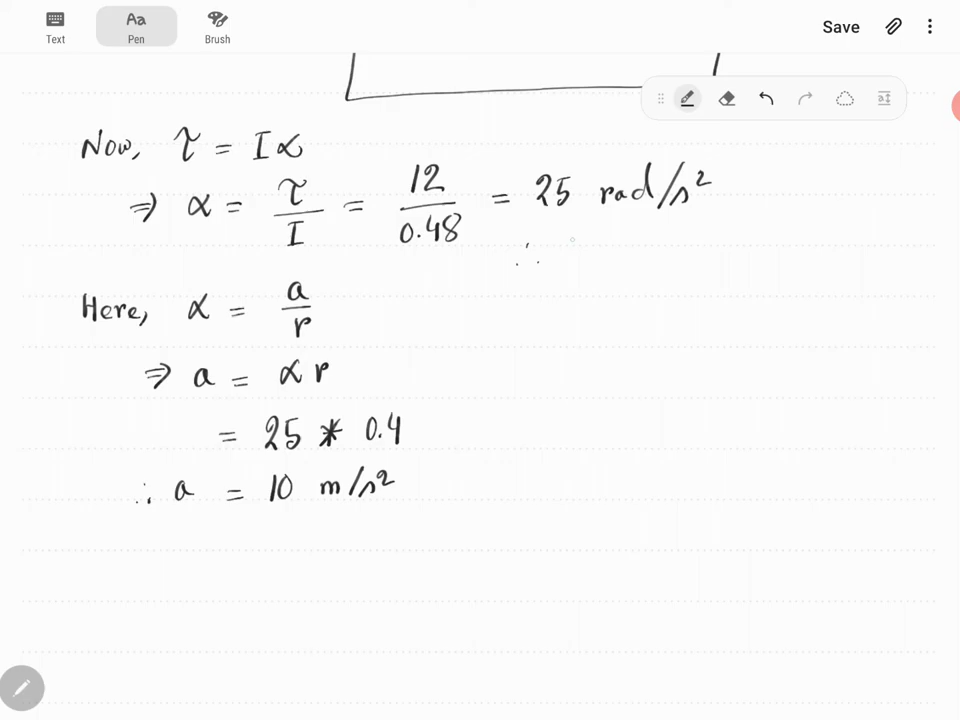 Text
Aa
Pen
Brush
Save
Now, τ = Iα
⇒ α = τ/I = 12/0.48 = 25 rad/s²
∴
Here, α = a/r
⇒ a = αr
= 25 * 0.4
∴ a = 10 m/s²